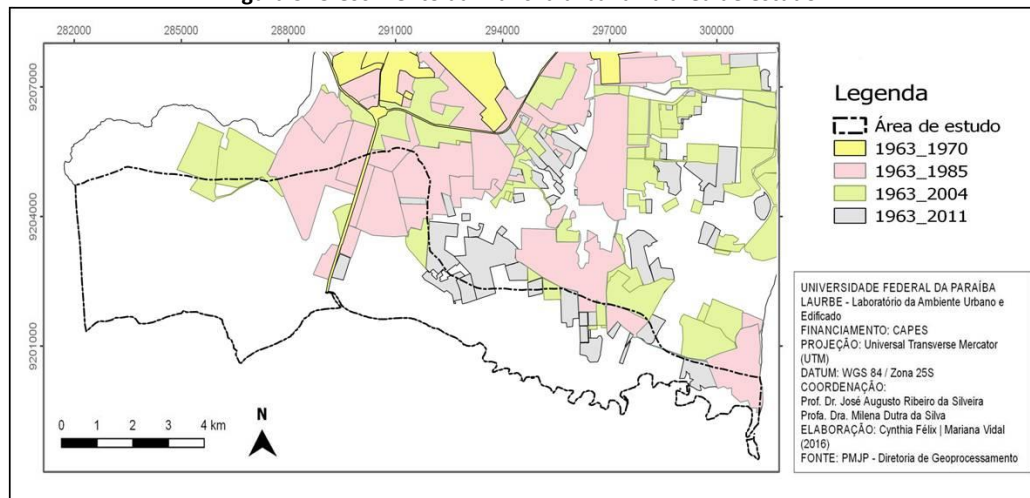 282000 285000 288000 291000 294000 297000 300000
9207000
9204000
9201000
Legenda
Área de estudo
1963_1970
1963_1985
1963_2004
1963_2011
UNIVERSIDADE FEDERAL DA PARAÍBA
LAURBE - Laboratório da Ambiente Urbano e
Edificado
FINANCIAMENTO: CAPES
PROJEÇÃO: Universal Transverse Mercator
(UTM)
DATUM: WGS 84 / Zona 25S
COORDENAÇÃO:
Prof. Dr. José Augusto Ribeiro da Silveira
Profa. Dra. Milena Dutra da Silva
ELABORAÇÃO: Cynthia Félix | Mariana Vidal
(2016)
FONTE: PMJP - Diretoria de Geoprocessamento
0 1 2 3 4 km
N